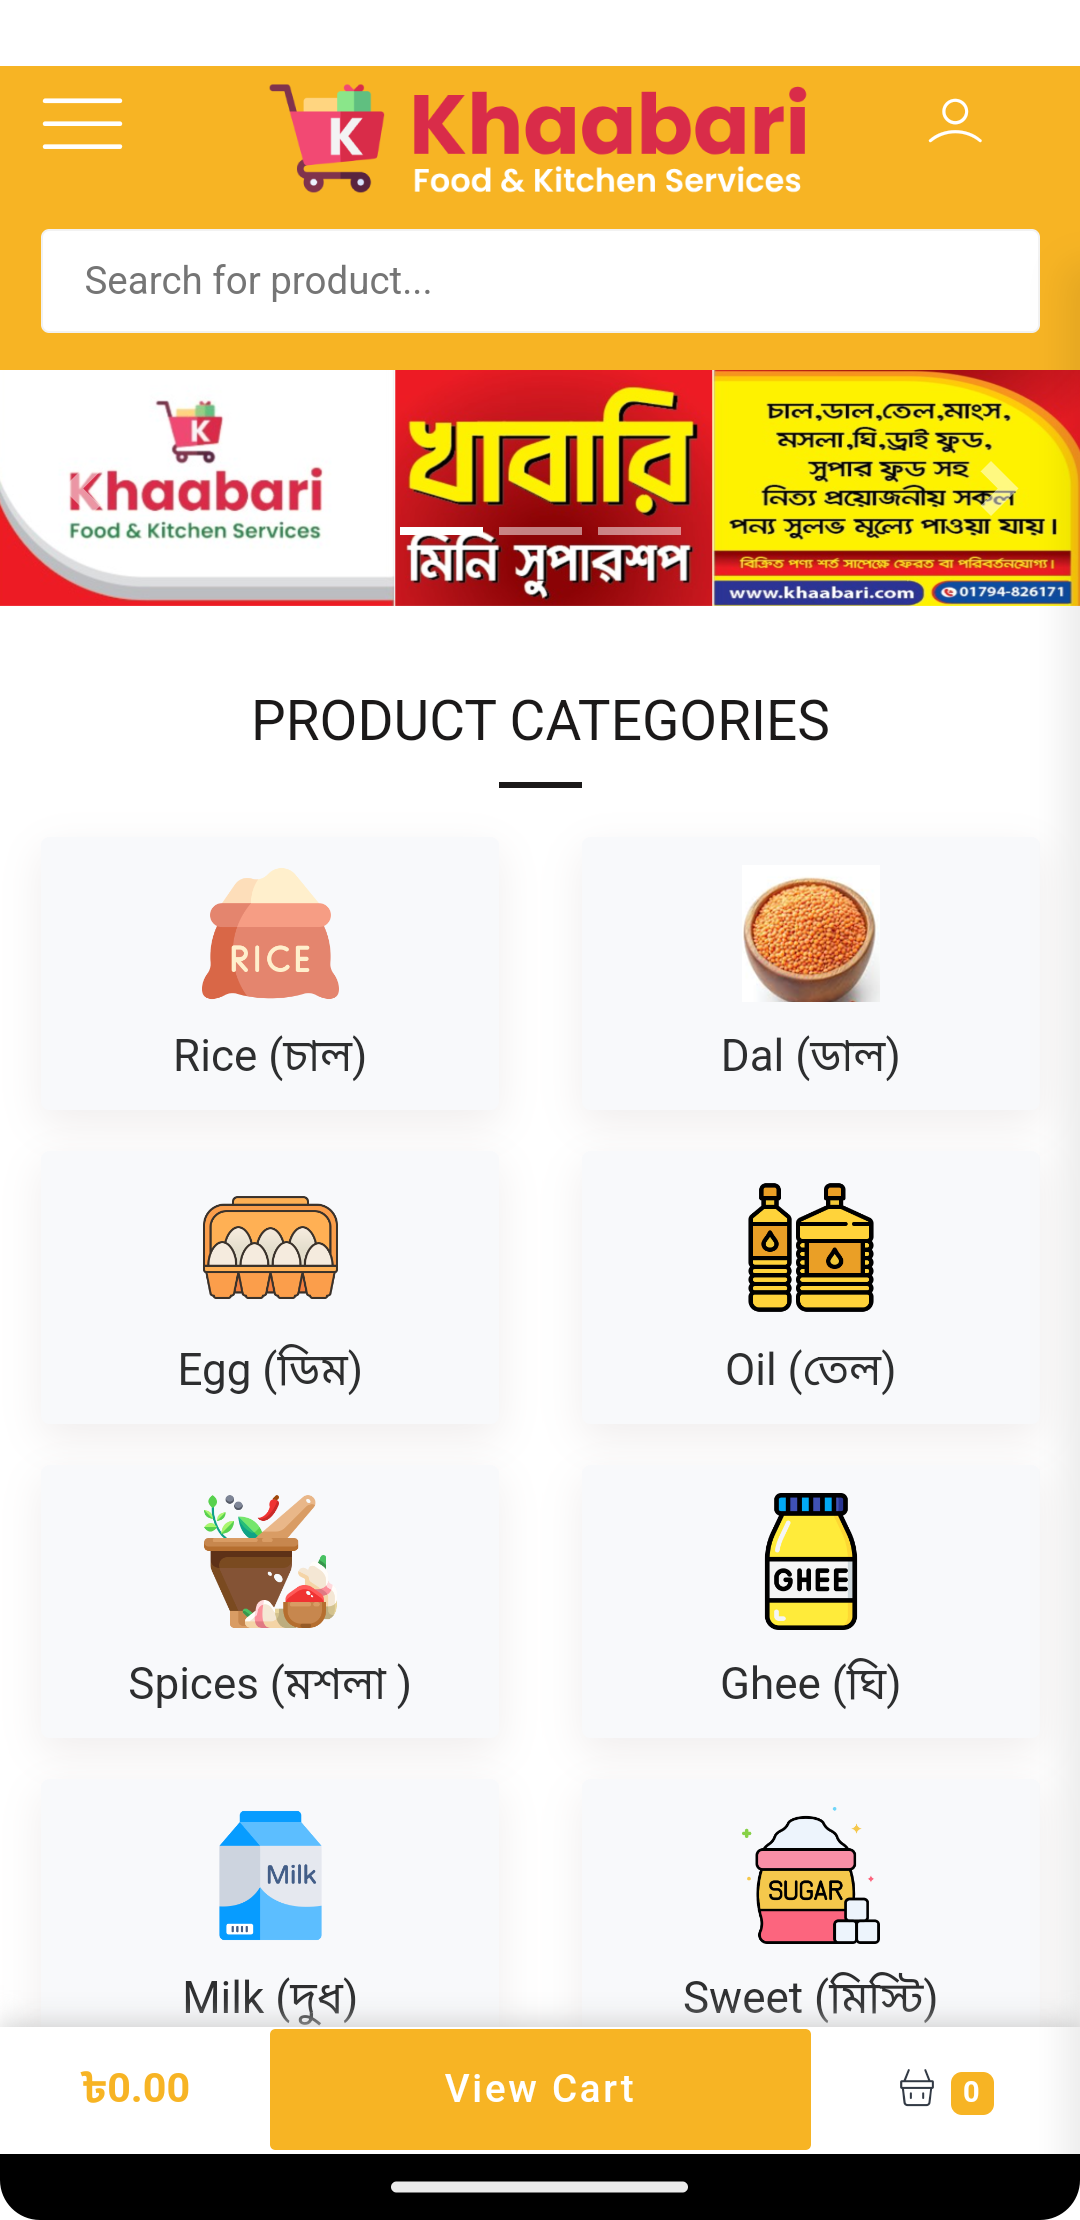 K
Khaabari
Food & Kitchen Services
Search for product...
K
Khaabari
Food & Kitchen Services
খাবারি
মিনি সুপারশপ
চাল,ডাল,তেল,মাংস,
মসলা,ঘি,ড্রাই ফুড,
সুপার ফুড সহ
নিত্য প্রয়োজনীয় সকল
পন্য সুলভ মূল্যে পাওয়া যায়।
বিক্রিত পণ্য শর্ত সাপেক্ষে ফেরত বা পরিবর্তনযোগ্য।
www.khaabari.com
01794-826171
PRODUCT CATEGORIES
RICE
Rice (চাল)
Dal (ডাল)
Egg (ডিম)
Oil (তেল)
Spices (মশলা )
GHEE
Ghee (ঘি)
Milk
Milk (দুধ)
SUGAR
Sweet (মিস্টি)
৳0.00
View Cart
0